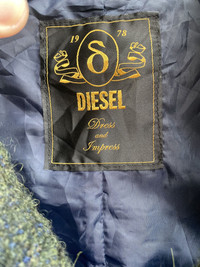 19 δ 78
DIESEL
Dress
and
Impress